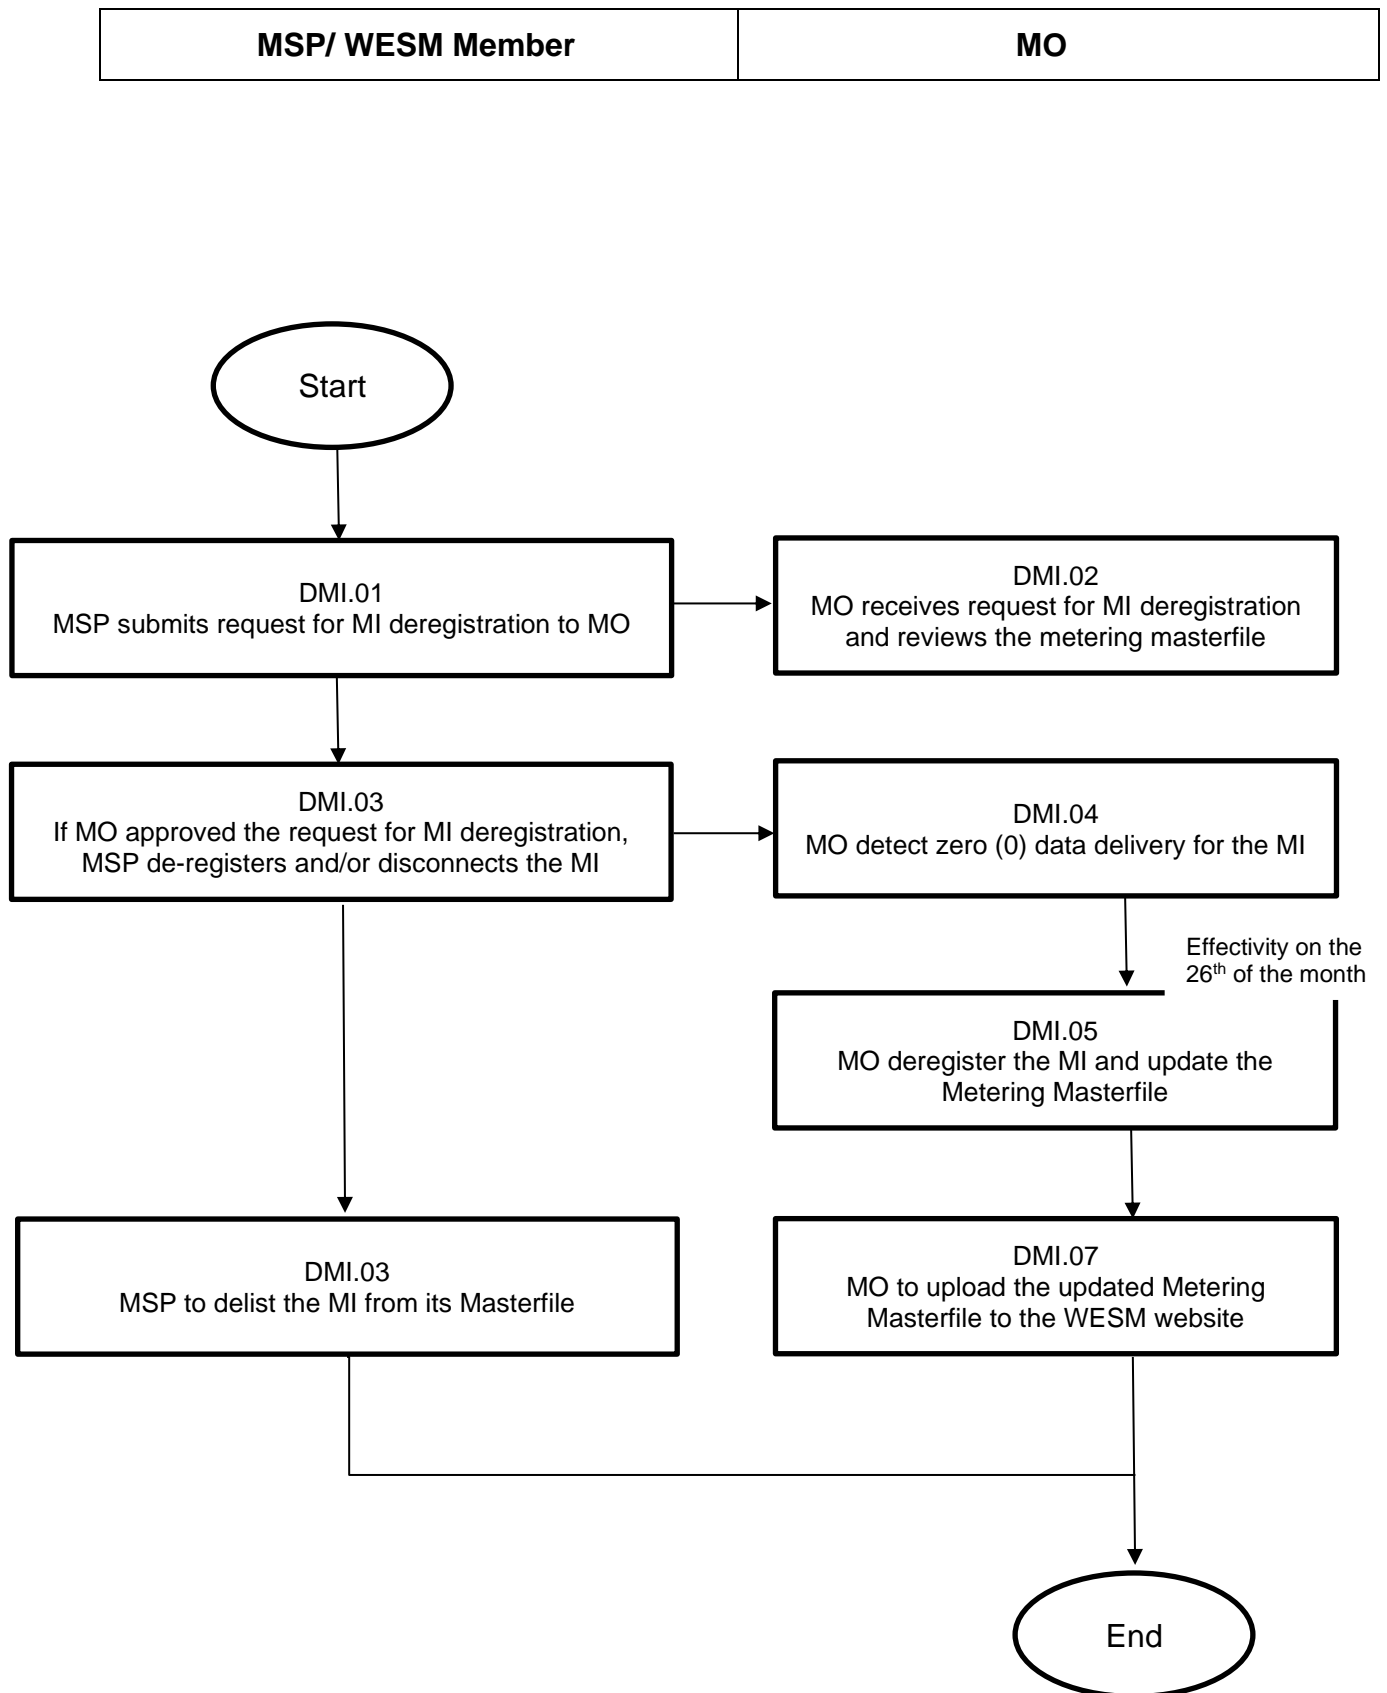 MSP/ WESM Member
MO
Start
DMI.01
MSP submits request for MI deregistration to MO
DMI.02
MO receives request for MI deregistration
and reviews the metering masterfile
DMI.03
If MO approved the request for MI deregistration,
MSP de-registers and/or disconnects the MI
DMI.04
MO detect zero (0) data delivery for the MI
Effectivity on the
26th of the month
DMI.05
MO deregister the MI and update the
Metering Masterfile
DMI.03
MSP to delist the MI from its Masterfile
DMI.07
MO to upload the updated Metering
Masterfile to the WESM website
End